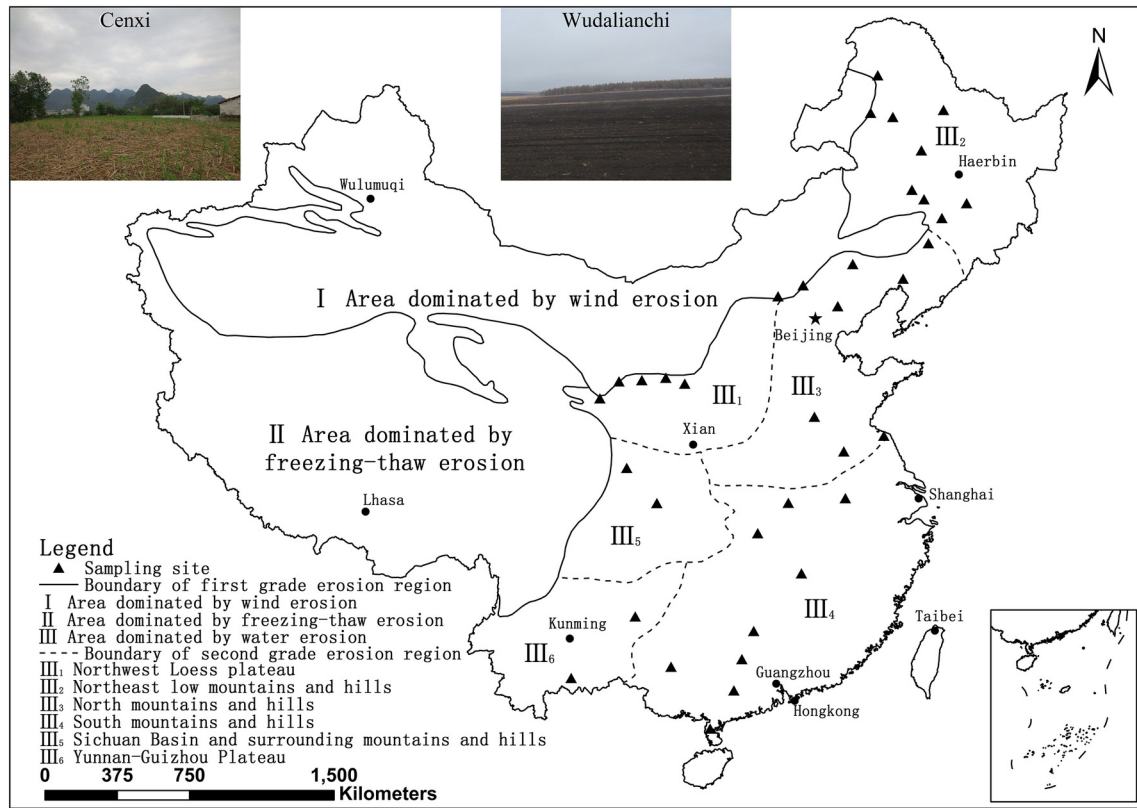 Cenxi
Wudalianchi
N
III2
Haerbin
Wulumuqi
I Area dominated by wind erosion
Beijing
III1
III3
Xian
II Area dominated by
freezing-thaw erosion
Lhasa
Shanghai
III5
III4
Taibei
Kunming
III6
Guangzhou
Hongkong
Legend
Sampling site
Boundary of first grade erosion region
I Area dominated by wind erosion
II Area dominated by freezing-thaw erosion
III Area dominated by water erosion
Boundary of second grade erosion region
III1 Northwest Loess plateau
III2 Northeast low mountains and hills
III3 North mountains and hills
III4 South mountains and hills
III5 Sichuan Basin and surrounding mountains and hills
III6 Yunnan-Guizhou Plateau
0 375 750 1,500
Kilometers